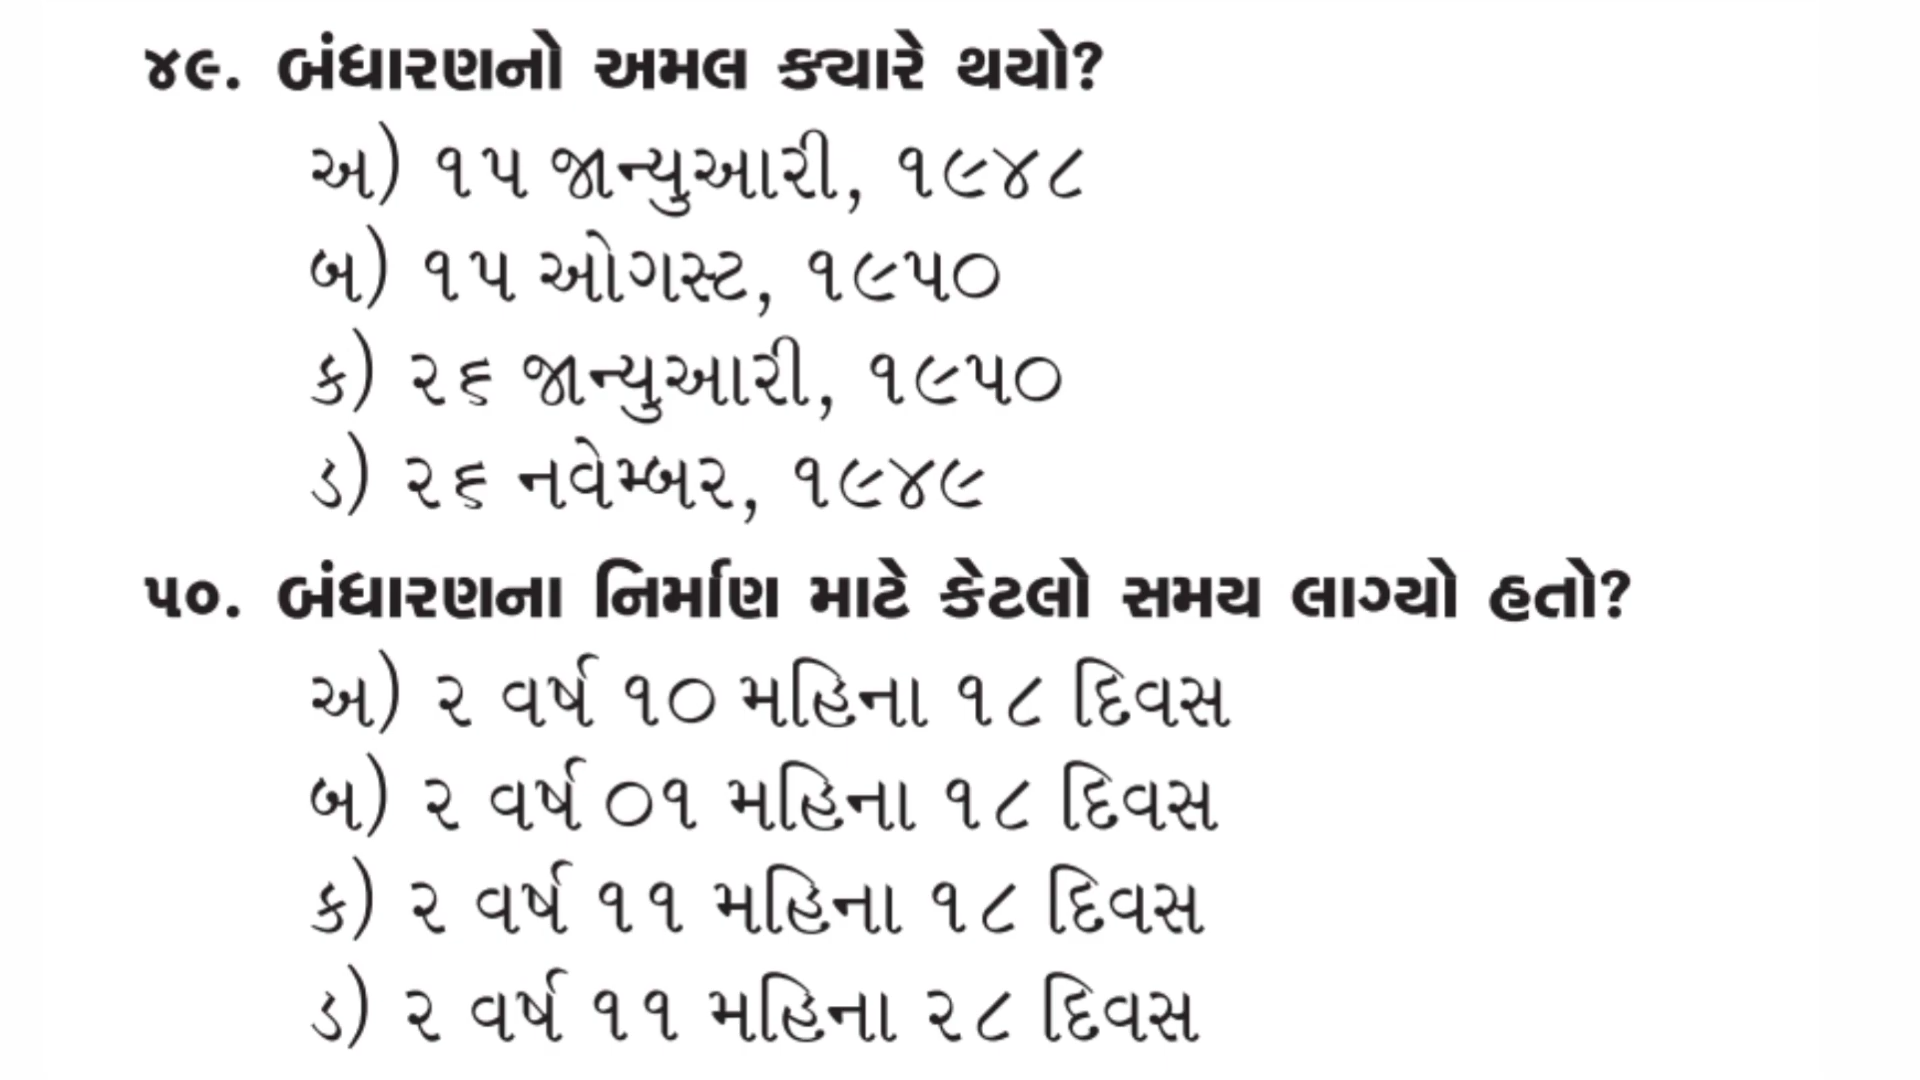 ૪૯. બંધારણનો અમલ ક્યારે થયો?
અ) ૧૫ જાન્યુઆરી, ૧૯૪૮
બ) ૧૫ ઓગસ્ટ, ૧૯૫૦
ક) ૨૬ જાન્યુઆરી, ૧૯૫૦
ડ) ૨૬ નવેમ્બર, ૧૯૪૯
૫૦. બંધારણના નિર્માણ માટે કેટલો સમય લાગ્યો હતો?
અ) ૨ વર્ષ ૧૦ મહિના ૧૮ દિવસ
બ) ૨ વર્ષ ૦૧ મહિના ૧૮ દિવસ
ક) ૨ વર્ષ ૧૧ મહિના ૧૮ દિવસ
ડ) ૨ વર્ષ ૧૧ મહિના ૨૮ દિવસ